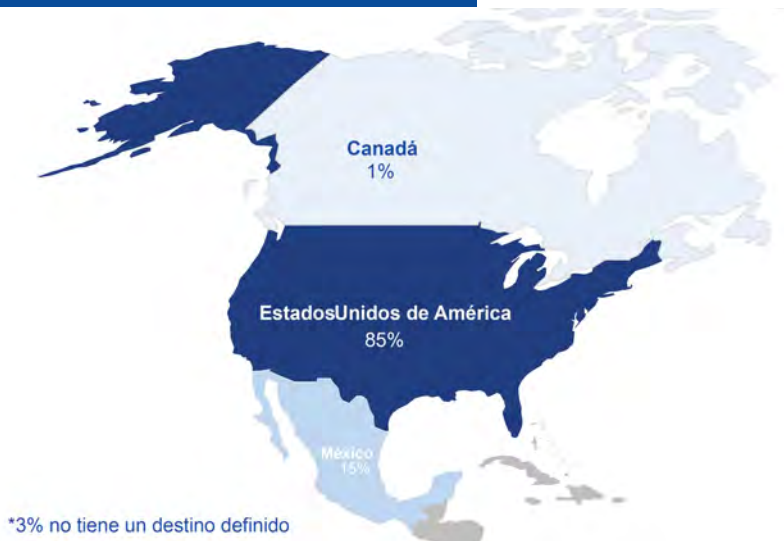 Canadá
1%
EstadosUnidos de América
85%
México
15%
*3% no tiene un destino definido